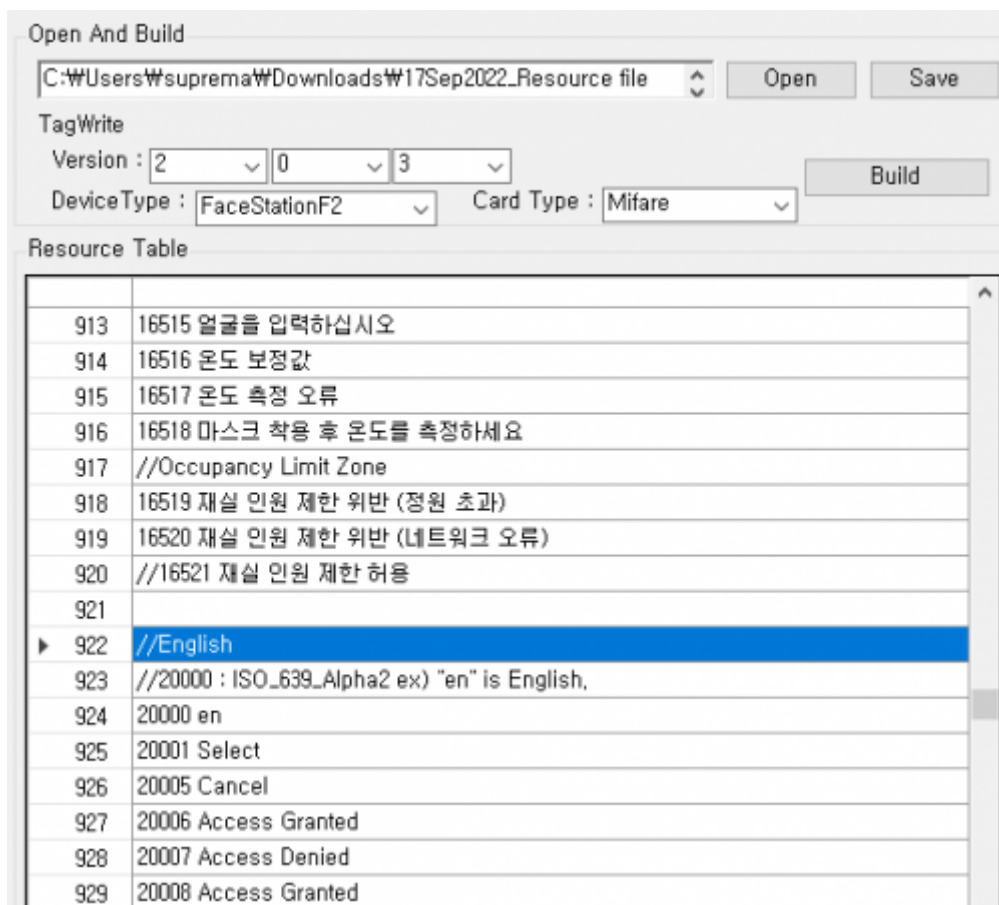 Open And Build
C:₩Users₩suprema₩Downloads₩17Sep2022_Resource file Open Save
TagWrite
Version : 2 0 3
Build
DeviceType : FaceStationF2 Card Type : Mifare
Resource Table
913 16515 얼굴을 입력하십시오
914 16516 온도 보정값
915 16517 온도 측정 오류
916 16518 마스크 착용 후 온도를 측정하세요
917 //Occupancy Limit Zone
918 16519 재실 인원 제한 위반 (정원 초과)
919 16520 재실 인원 제한 위반 (네트워크 오류)
920 //16521 재실 인원 제한 허용
921
922 //English
923 //20000 : ISO_639_Alpha2 ex) "en" is English,
924 20000 en
925 20001 Select
926 20005 Cancel
927 20006 Access Granted
928 20007 Access Denied
929 20008 Access Granted